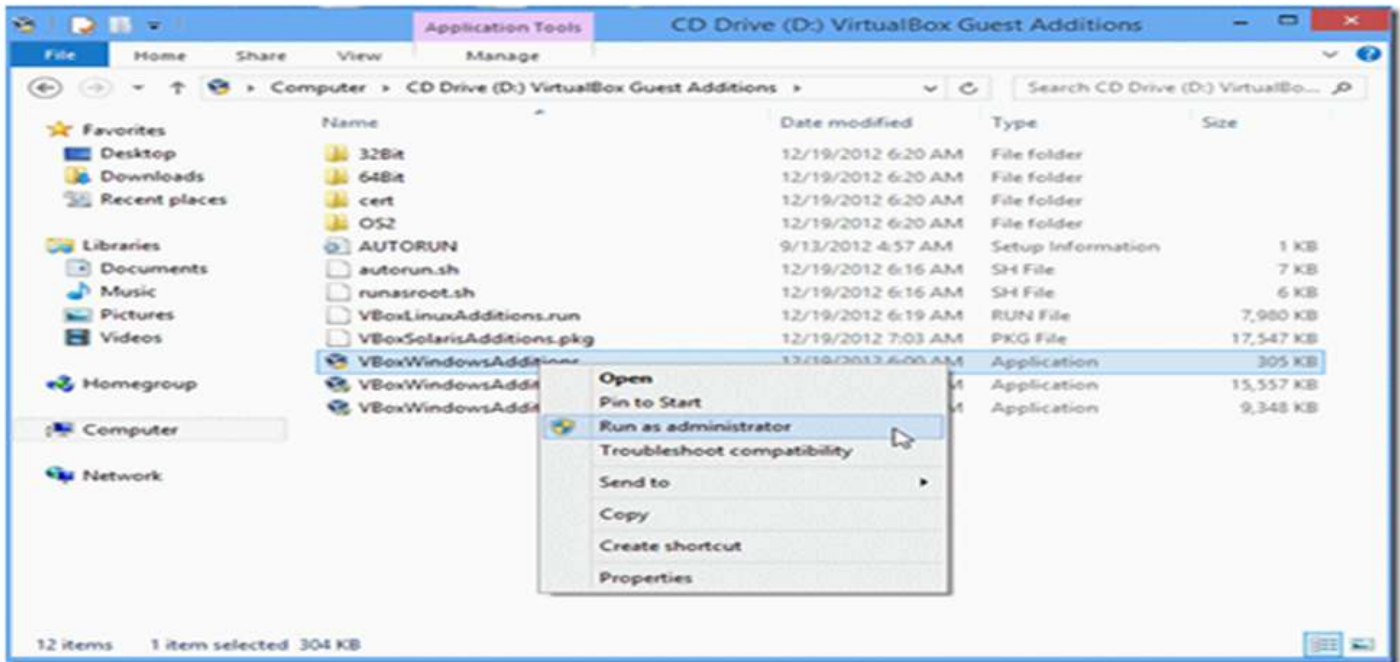 Application Tools CD Drive (D:) VirtualBox Guest Additions
File Home Share View Manage
Computer CD Drive (D:) VirtualBox Guest Additions Search CD Drive (D:) VirtualBo...
Name Date modified Type Size
Favorites
Desktop
Downloads
Recent places
Libraries
Documents
Music
Pictures
Videos
Homegroup
Computer
Network
32Bit 12/19/2012 6:20 AM File folder
64Bit 12/19/2012 6:20 AM File folder
cert 12/19/2012 6:20 AM File folder
OS2 12/19/2012 6:20 AM File folder
AUTORUN 9/13/2012 4:57 AM Setup Information 1 KB
autorun.sh 12/19/2012 6:16 AM SH File 7 KB
runasroot.sh 12/19/2012 6:16 AM SH File 6 KB
VBoxLinuxAdditions.run 12/19/2012 6:19 AM RUN File 7,980 KB
VBoxSolarisAdditions.pkg 12/19/2012 7:03 AM PKG File 17,547 KB
VBoxWindowsAdditions 12/19/2012 6:00 AM Application 305 KB
VBoxWindowsAddit M Application 15,557 KB
VBoxWindowsAddit M Application 9,348 KB
Open
Pin to Start
Run as administrator
Troubleshoot compatibility
Send to
Copy
Create shortcut
Properties
12 items 1 item selected 304 KB